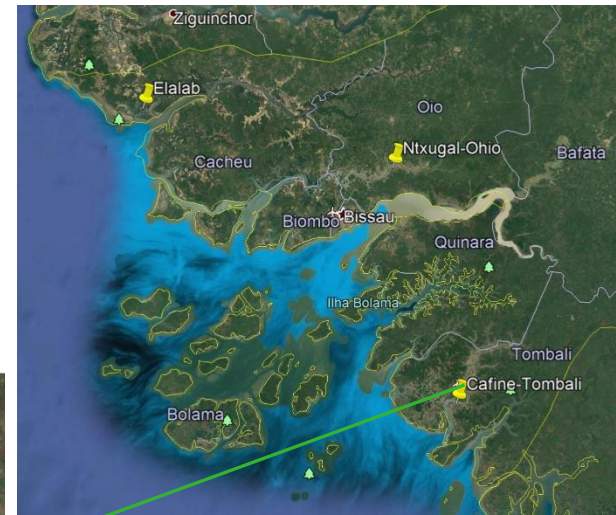 Ziguinchor
Elalab
Oio
Ntxugal-Ohio
Cacheu
Bafata
Biombo
Bissau
Quinara
Ilha Bolama
Tombali
Cafine-Tombali
Bolama